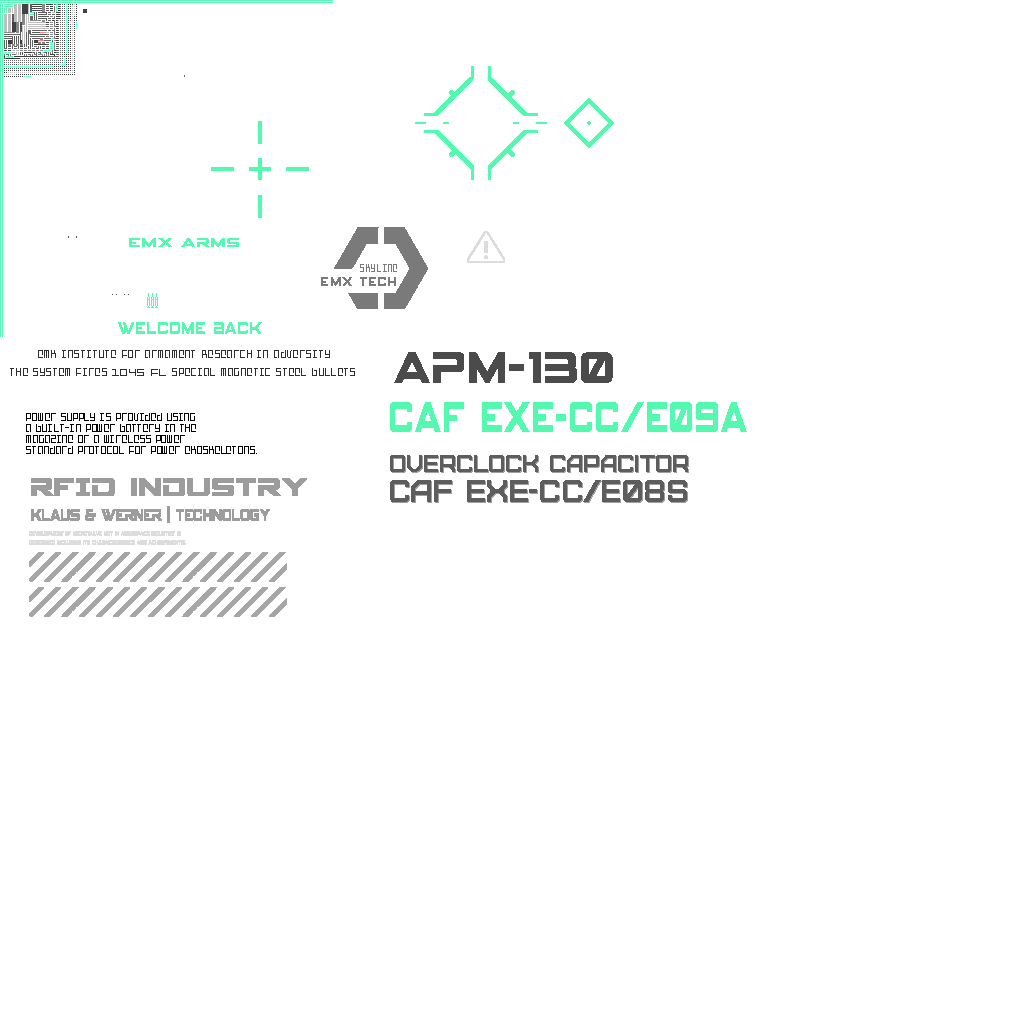 EMX ARMS
SKYLINE
EMX TECH
WELCOME BACK
EMX INSTITUTE FOR ARMAMENT RESEARCH IN ADVERSITY
THE SYSTEM FIRES 1045 FL SPECIAL MAGNETIC STEEL BULLETS
APM-130
CAF EXE-CC/E09A
POWER SUPPLY IS PROVIDED USING
A BUILT-IN POWER BATTERY IN THE
MAGAZINE OR A WIRELESS POWER
STANDARD PROTOCOL FOR POWER EXOSKELETONS.
OVERCLOCK CAPACITOR
CAF EXE-CC/E08S
RFID INDUSTRY
KLAUS & WERNER | TECHNOLOGY